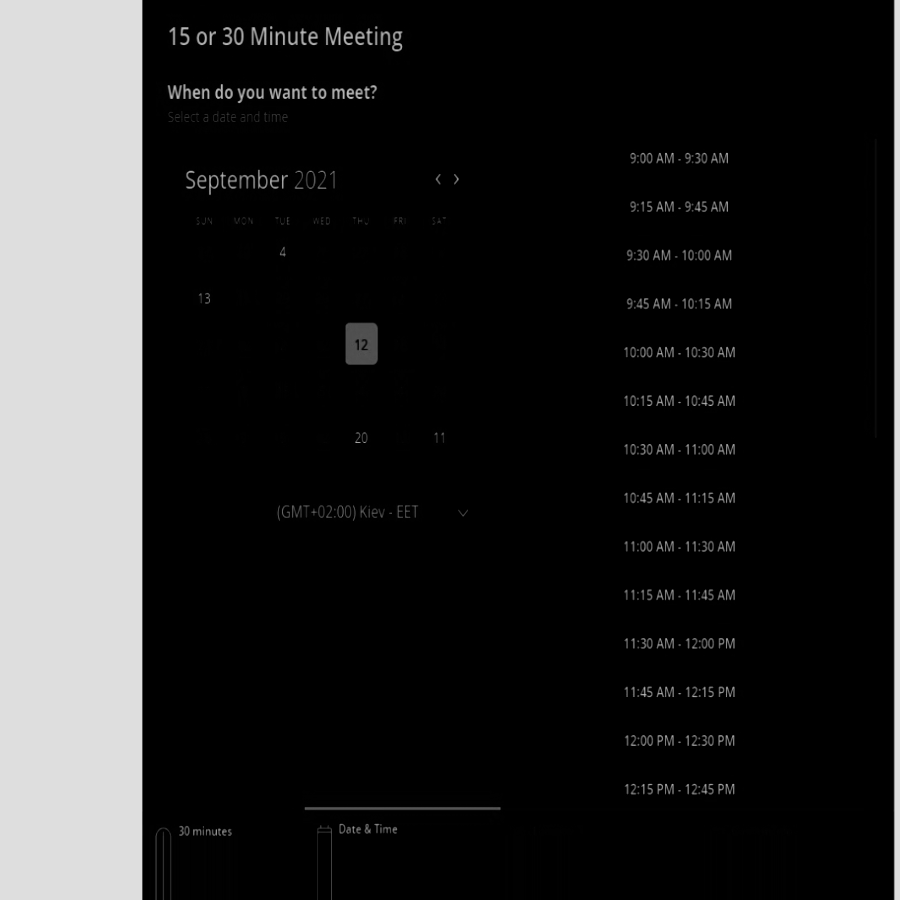 15 or 30 Minute Meeting
When do you want to meet?
Select a date and time
September 2021
SUN MON TUE WED THU FRI SAT
4
13
12
20 11
(GMT+02:00) Kiev - EET
9:00 AM - 9:30 AM
9:15 AM - 9:45 AM
9:30 AM - 10:00 AM
9:45 AM - 10:15 AM
10:00 AM - 10:30 AM
10:15 AM - 10:45 AM
10:30 AM - 11:00 AM
10:45 AM - 11:15 AM
11:00 AM - 11:30 AM
11:15 AM - 11:45 AM
11:30 AM - 12:00 PM
11:45 AM - 12:15 PM
12:00 PM - 12:30 PM
12:15 PM - 12:45 PM
30 minutes
Date & Time